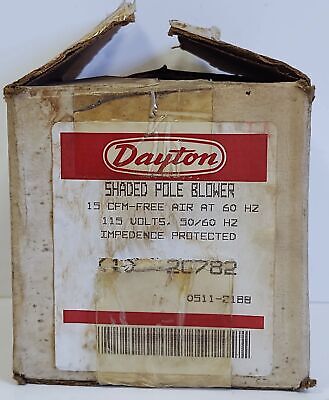 Dayton
SHADED POLE BLOWER
15 CFM-FREE AIR AT 60 HZ
115 VOLTS, 50/60 HZ
IMPEDENCE PROTECTED
2C782
0511-2188